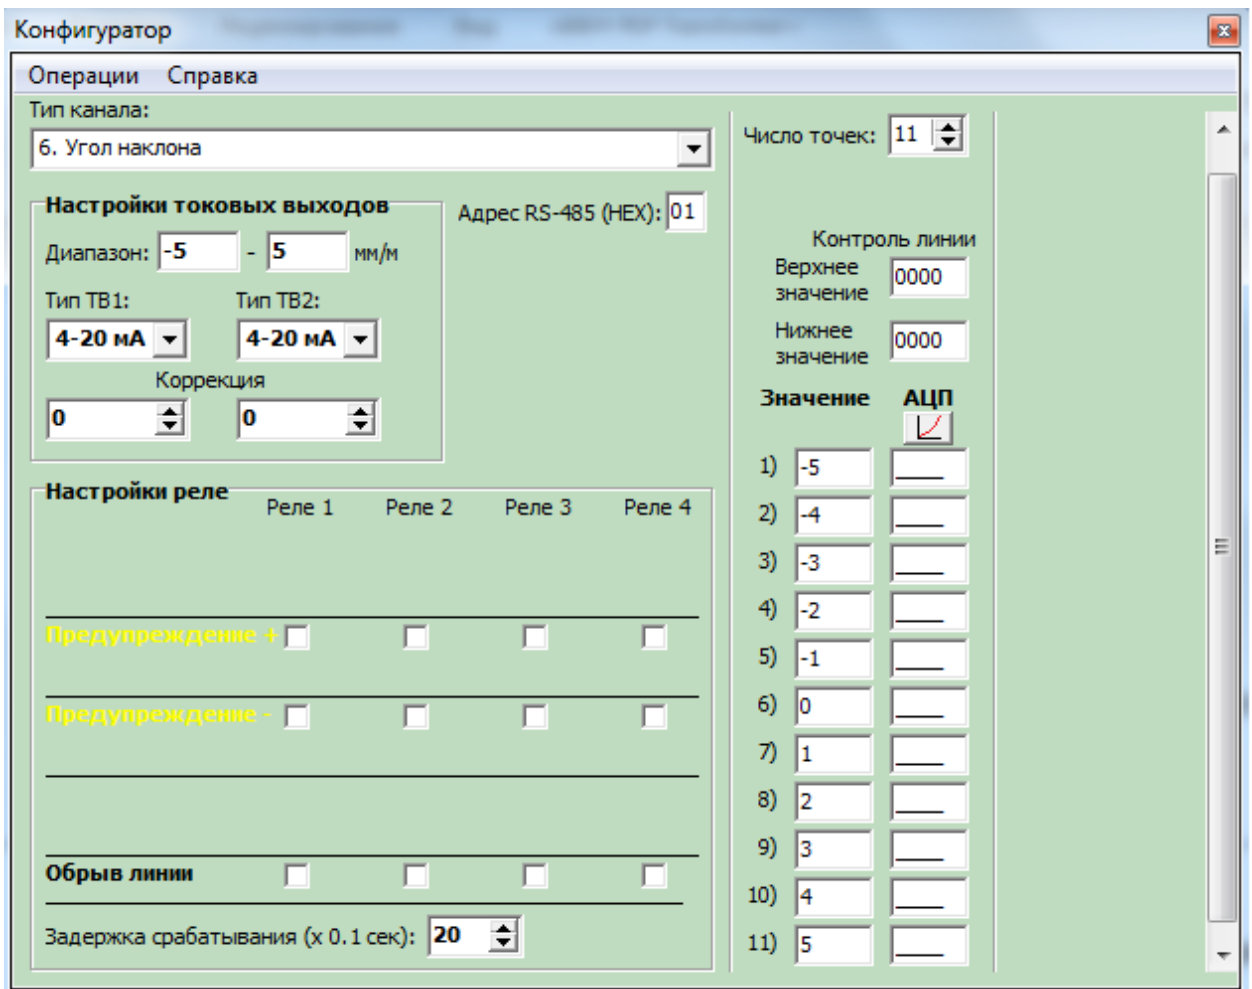 Конфигуратор
Операции Справка
Тип канала:
6. Угол наклона
Настройки токовых выходов
Диапазон: -5 - 5 мм/м
Тип ТВ1: Тип ТВ2:
4-20 мА 4-20 мА
Коррекция
0 0
Адрес RS-485 (HEX): 01
Настройки реле
Реле 1 Реле 2 Реле 3 Реле 4
Предупреждение +
Предупреждение -
Обрыв линии
Задержка срабатывания (x 0.1 сек): 20
Число точек: 11
Контроль линии
Верхнее
значение 0000
Нижнее
значение 0000
Значение АЦП
1) -5
2) -4
3) -3
4) -2
5) -1
6) 0
7) 1
8) 2
9) 3
10) 4
11) 5